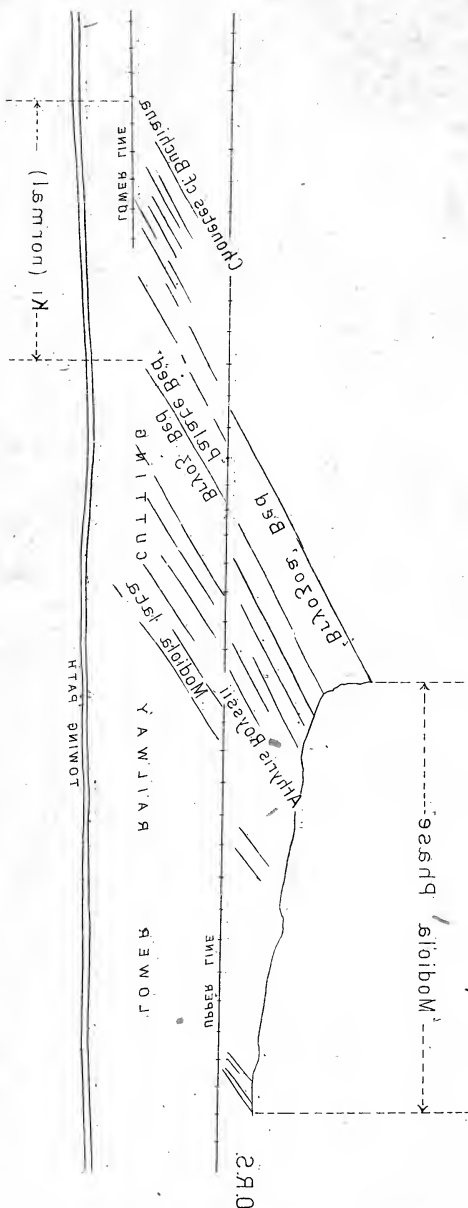 K1 (normal)
LOWER LINE
Chonetes cf. Buchiana
"Palate Bed"
Bryoz. Bed
"Bryozoa" Bed
CUTTING
Modiola lata
Athyris Royssii
TOWING PATH
RAILWAY
LOWER
UPPER LINE
"Modiola Phase"
O.R.S.